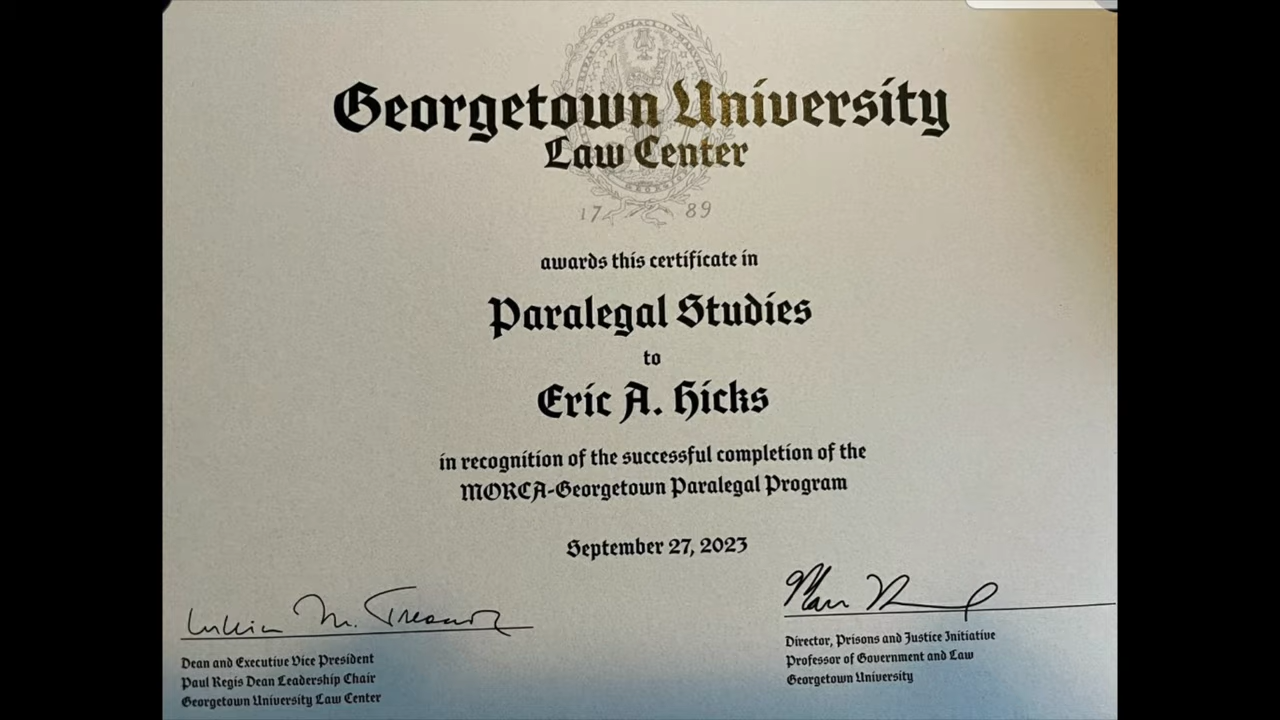 Georgetown University
Law Center
17 89
awards this certificate in
Paralegal Studies
to
Eric A. Hicks
in recognition of the successful completion of the
MORCA-Georgetown Paralegal Program
September 27, 2023
Dean and Executive Vice President
Paul Regis Dean Leadership Chair
Georgetown University Law Center
Director, Prisons and Justice Initiative
Professor of Government and Law
Georgetown University